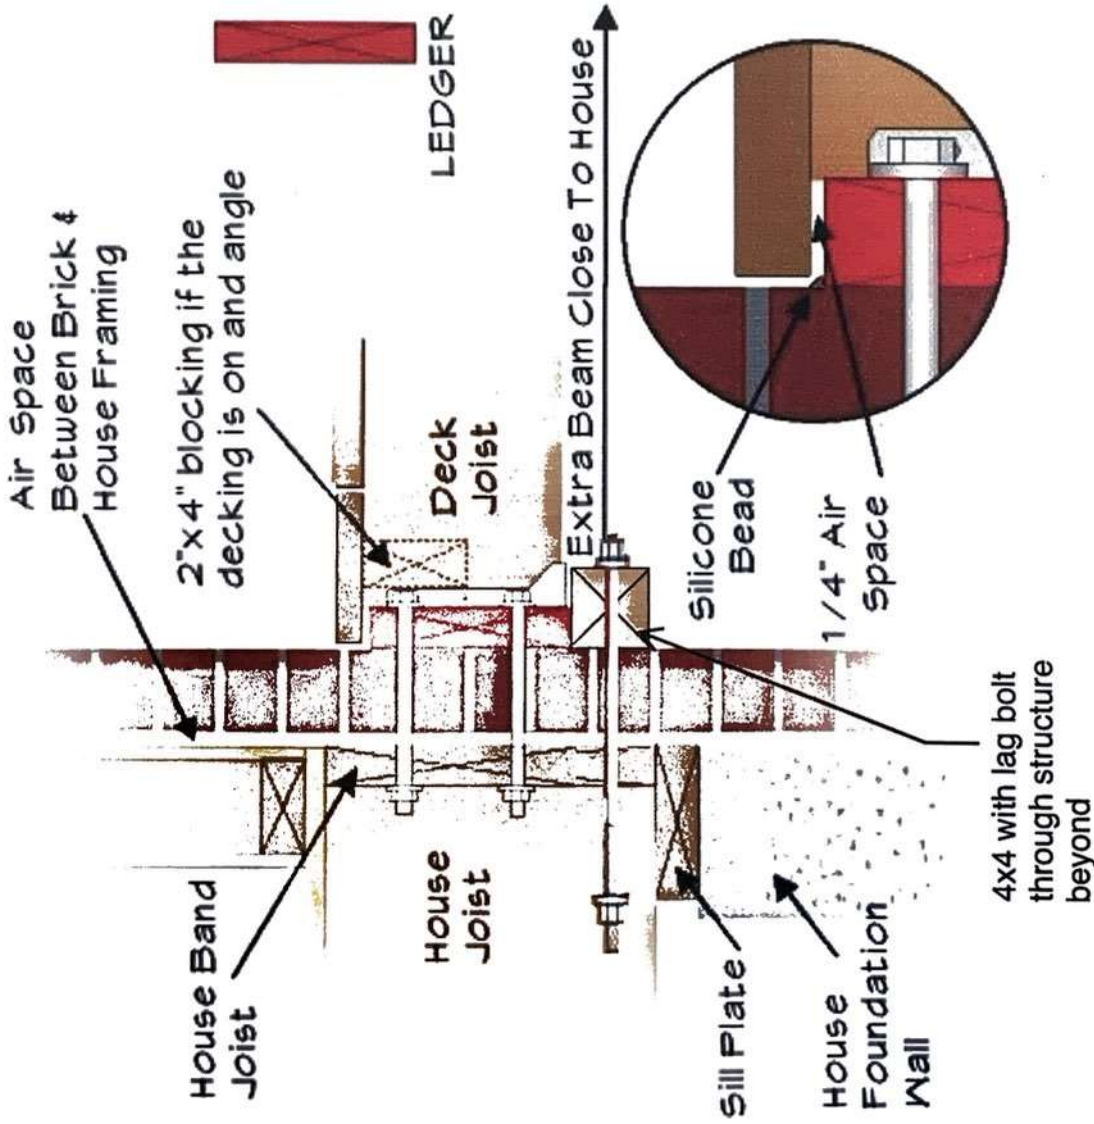 Air Space
Between Brick &
House Framing
2"x4" blocking if the
decking is on and angle
LEDGER
House Band
Joist
House
Joist
Deck
Joist
Extra Beam Close To House
Sill Plate
Silicone
Bead
1/4" Air
Space
House
Foundation
Wall
4x4 with lag bolt
through structure
beyond